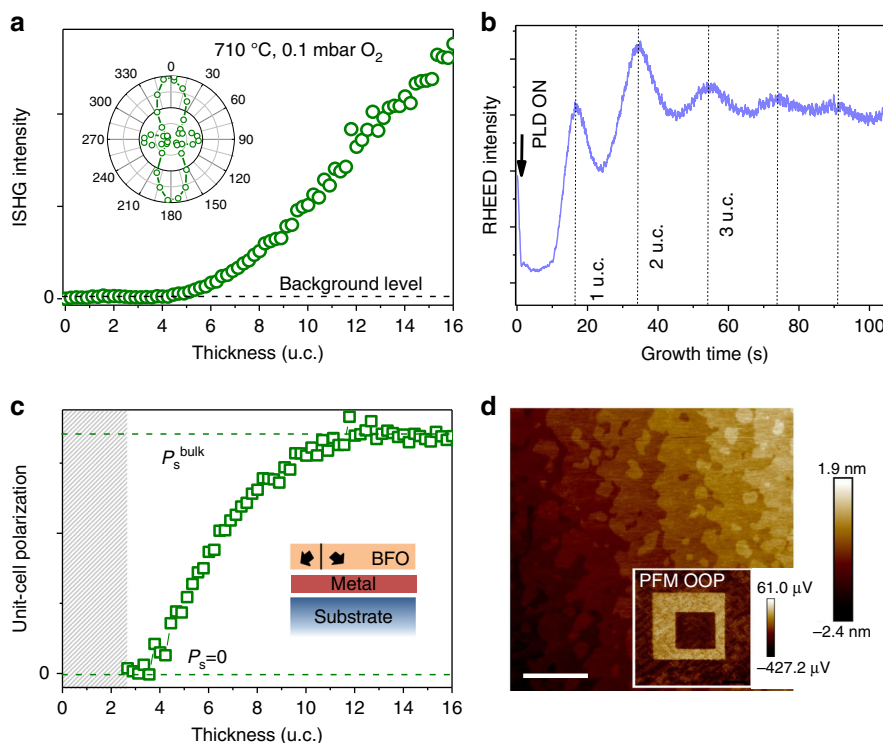 a
710 °C, 0.1 mbar O₂
0
30
60
90
120
150
180
210
240
270
300
330
ISHG intensity
0
Background level
0 2 4 6 8 10 12 14 16
Thickness (u.c.)
b
RHEED intensity
PLD ON
1 u.c.
2 u.c.
3 u.c.
0 20 40 60 80 100
Growth time (s)
c
Unit-cell polarization
Pₛᵇᵘˡᵏ
BFO
Metal
Substrate
Pₛ=0
0
0 2 4 6 8 10 12 14 16
Thickness (u.c.)
d
1.9 nm
–2.4 nm
PFM OOP
61.0 µV
–427.2 µV